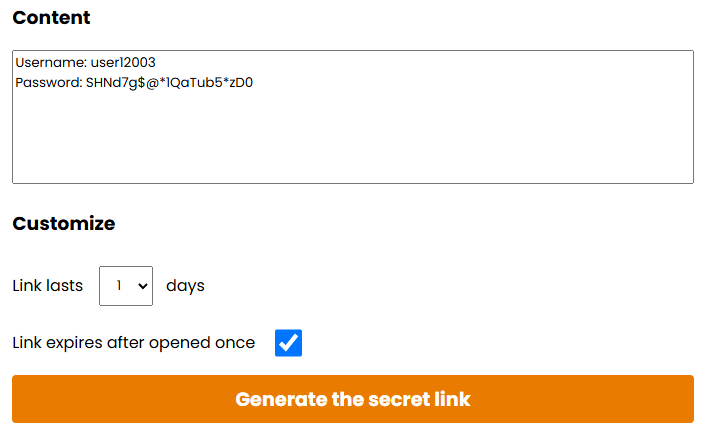 Content
Username: user12003
Password: SHNd7g$@*1QaTub5*zD0
Customize
Link lasts 1 days
Link expires after opened once
Generate the secret link